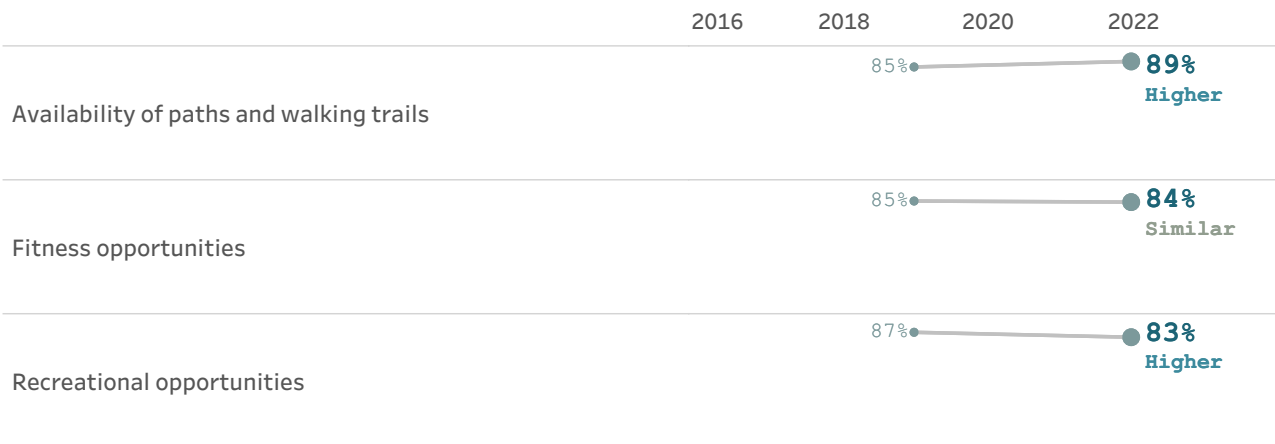 2016 2018 2020 2022
85% 89%
Higher
Availability of paths and walking trails
85% 84%
Similar
Fitness opportunities
87% 83%
Higher
Recreational opportunities